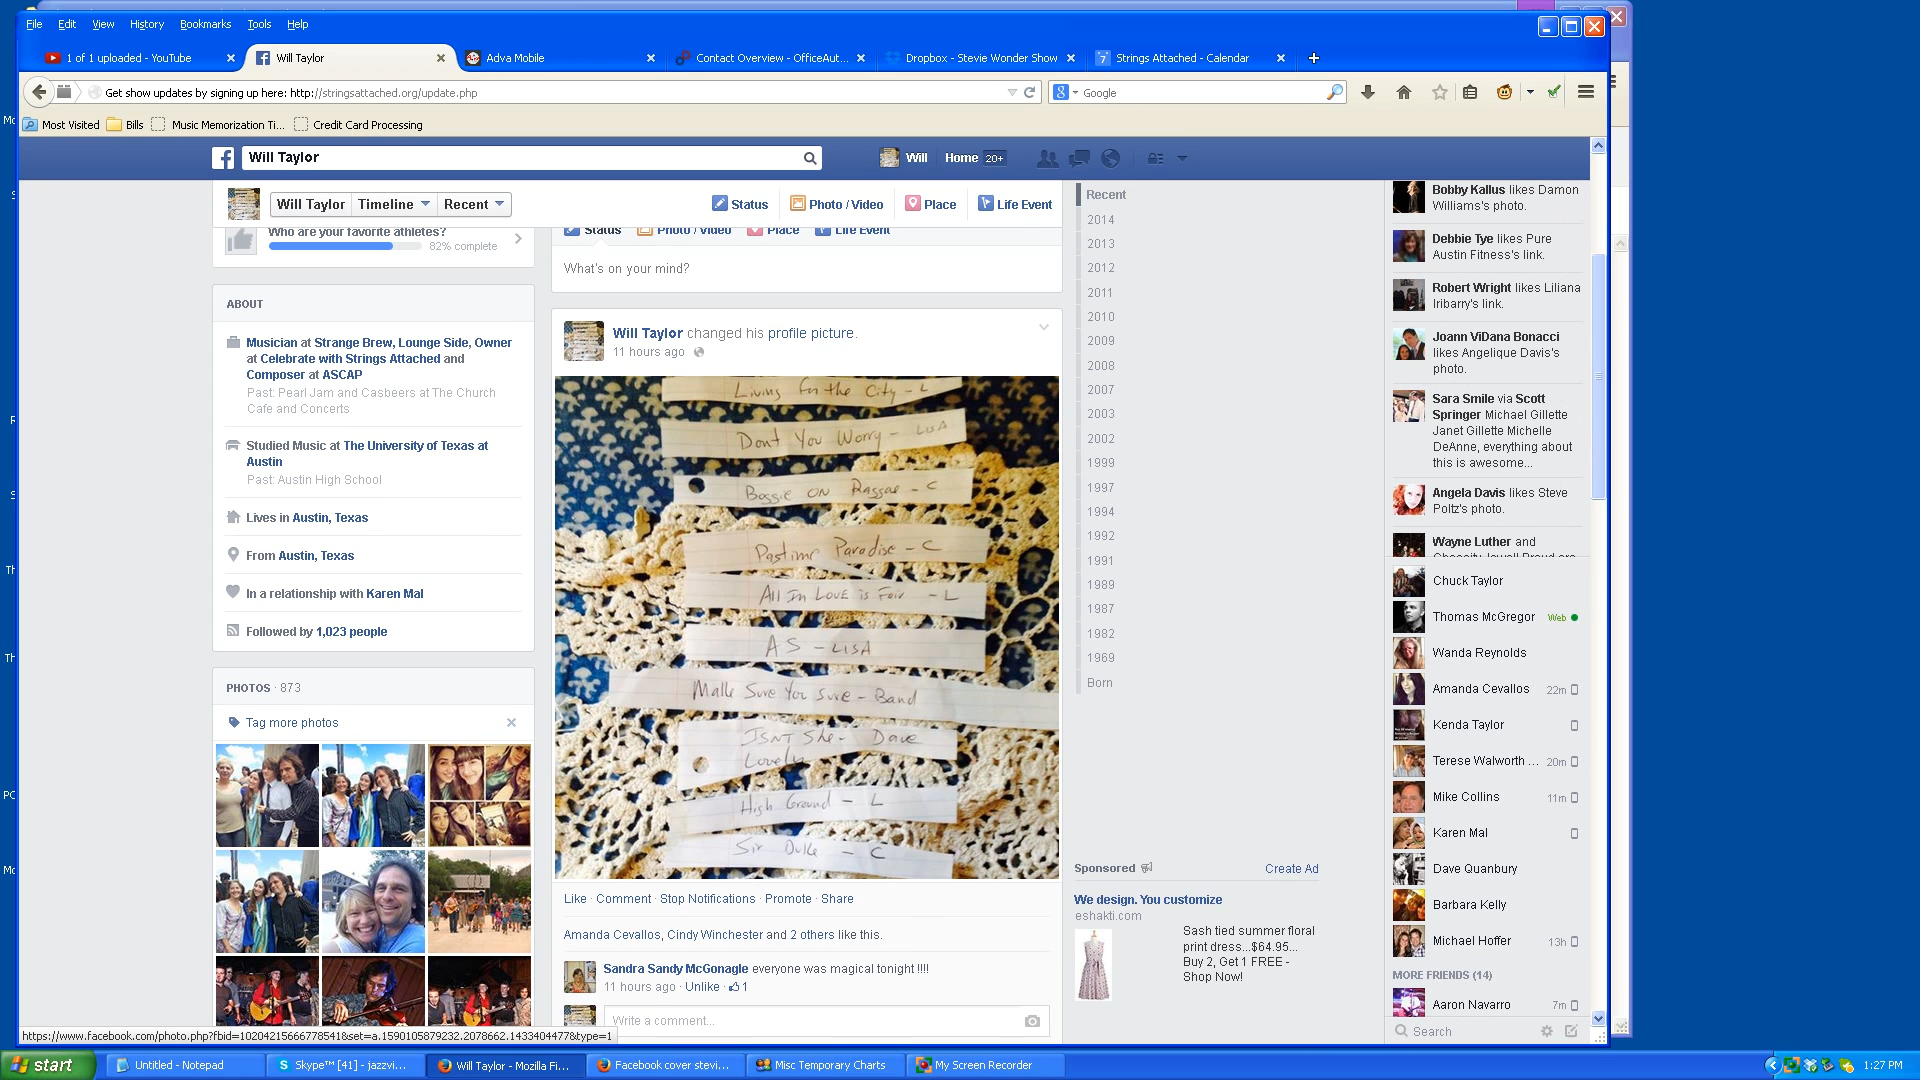 File Edit View History Bookmarks Tools Help
1 of 1 uploaded - YouTube
Will Taylor
Adva Mobile
Contact Overview - OfficeAut...
Dropbox - Stevie Wonder Show
7 Strings Attached - Calendar
Get show updates by signing up here: http://stringsattached.org/update.php
Google
Most Visited Bills Music Memorization Ti... Credit Card Processing
Will Taylor
Will Home 20+
Will Taylor Timeline Recent
Status Photo / Video Place Life Event
Who are your favorite athletes?
82% complete
ABOUT
Musician at Strange Brew, Lounge Side, Owner
at Celebrate with Strings Attached and
Composer at ASCAP
Past: Pearl Jam and Casbeers at The Church
Cafe and Concerts
Studied Music at The University of Texas at
Austin
Past: Austin High School
Lives in Austin, Texas
From Austin, Texas
In a relationship with Karen Mal
Followed by 1,023 people
PHOTOS · 873
Tag more photos
Status Photo / Video Place Life Event
What's on your mind?
Will Taylor changed his profile picture.
11 hours ago
Living For the City - L
Dont You Worry - LISA
Boggie ON Raggae - C
Pastime Paradise - C
All In Love is Fair - L
AS - LISA
Make Sure You Sure - Band
ISNT She - Dave
Lovely
High Ground - L
Sir Duke - C
Like · Comment · Stop Notifications · Promote · Share
Amanda Cevallos, Cindy Winchester and 2 others like this.
Sandra Sandy McGonagle everyone was magical tonight !!!!
11 hours ago · Unlike · 1
Write a comment...
Recent
2014
2013
2012
2011
2010
2009
2008
2007
2003
2002
1999
1997
1994
1992
1991
1989
1987
1982
1969
Born
Sponsored
Create Ad
We design. You customize
eshakti.com
Sash tied summer floral
print dress...$64.95...
Buy 2, Get 1 FREE -
Shop Now!
Bobby Kallus likes Damon
Williams's photo.
Debbie Tye likes Pure
Austin Fitness's link.
Robert Wright likes Liliana
Iribarry's link.
Joann ViDana Bonacci
likes Angelique Davis's
photo.
Sara Smile via Scott
Springer Michael Gillette
Janet Gillette Michelle
DeAnne, everything about
this is awesome...
Angela Davis likes Steve
Poltz's photo.
Wayne Luther and
Chuck Taylor
Thomas McGregor Web
Wanda Reynolds
Amanda Cevallos 22m
Kenda Taylor
Terese Walworth ... 20m
Mike Collins 11m
Karen Mal
Dave Quanbury
Barbara Kelly
Michael Hoffer 13h
MORE FRIENDS (14)
Aaron Navarro 7m
Search
https://www.facebook.com/photo.php?fbid=10204215666778541&set=a.1590105879232.2078662.1433404477&type=1
start
Untitled - Notepad
Skype™ [41] - jazzvi...
Will Taylor - Mozilla Fi...
Facebook cover stevi...
Misc Temporary Charts
My Screen Recorder
1:27 PM